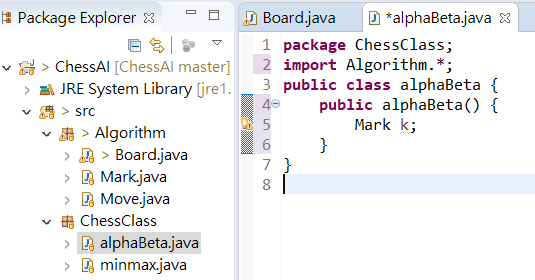 Package Explorer
ChessAI [ChessAI master]
JRE System Library [jre1.
> src
> Algorithm
> Board.java
Mark.java
Move.java
ChessClass
alphaBeta.java
minmax.java
Board.java
*alphaBeta.java
1 package ChessClass;
2 import Algorithm.*;
3 public class alphaBeta {
4 public alphaBeta() {
5 Mark k;
6 }
7 }
8